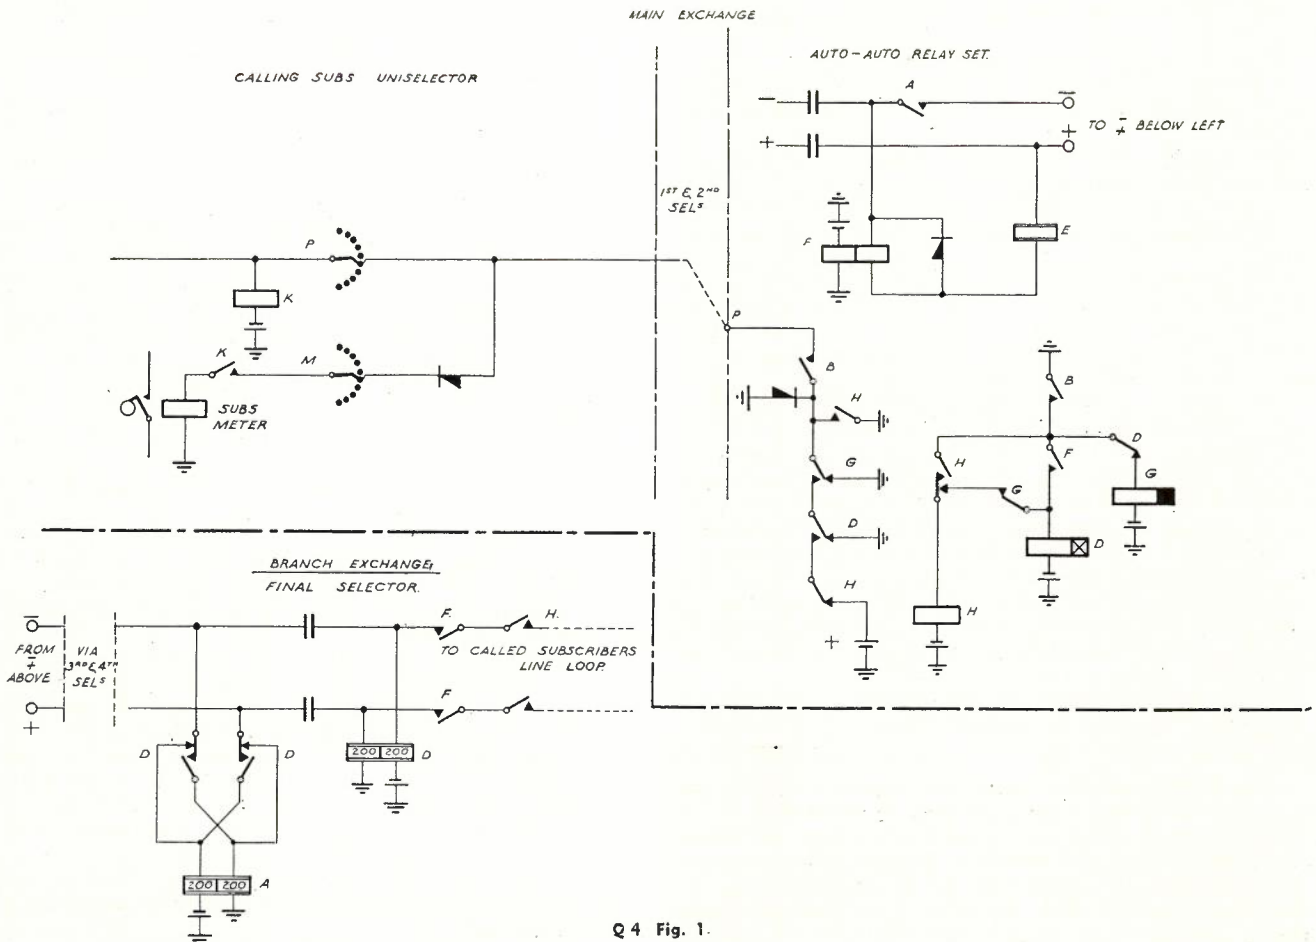 MAIN EXCHANGE
CALLING SUBS UNISELECTOR
AUTO-AUTO RELAY SET.
A
−
−
+
+
TO ∓ BELOW LEFT
1ST & 2ND
SELS
P
K
F
E
P
K
M
SUBS
METER
B
H
G
D
H
+
B
D
F
H
G
G
D
H
BRANCH EXCHANGE,
FINAL SELECTOR.
−
FROM
∓
ABOVE
+
VIA
3RD & 4TH
SELS
F.
H.
TO CALLED SUBSCRIBERS
LINE LOOP.
F.
D
D
200 200 D
200 200 A
Q4 Fig. 1.